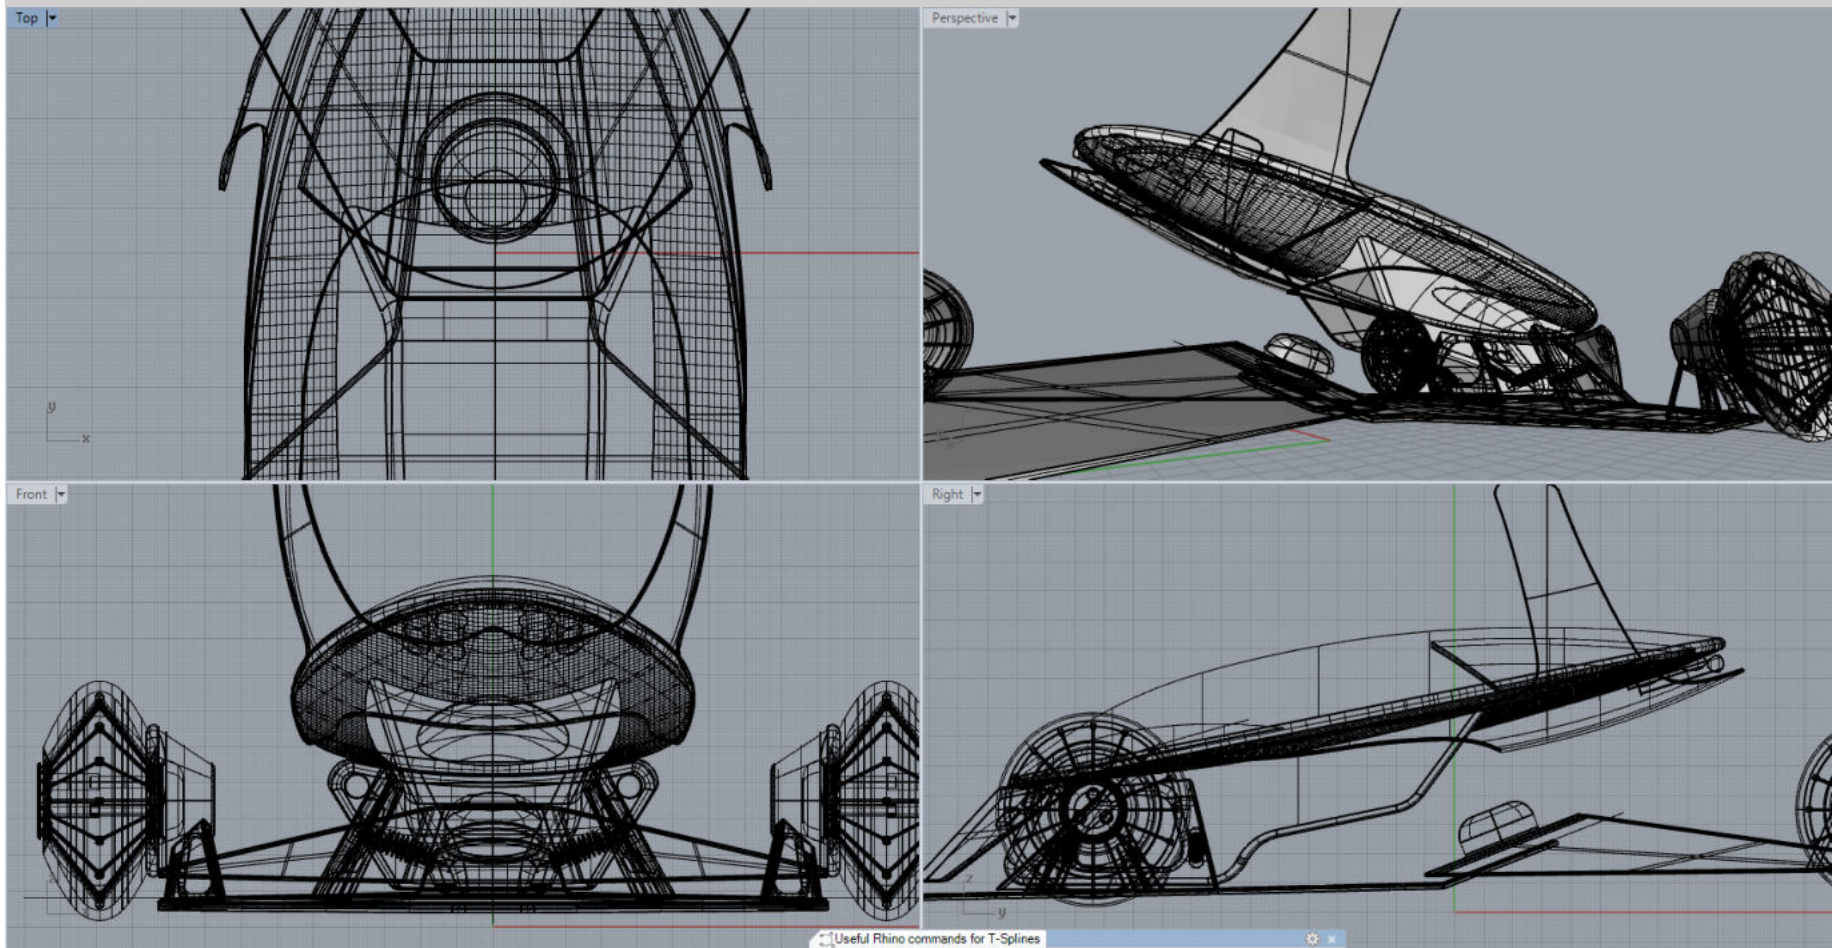 Top
Perspective
y
x
Front
Right
z
x
z
y
Useful Rhino commands for T-Splines